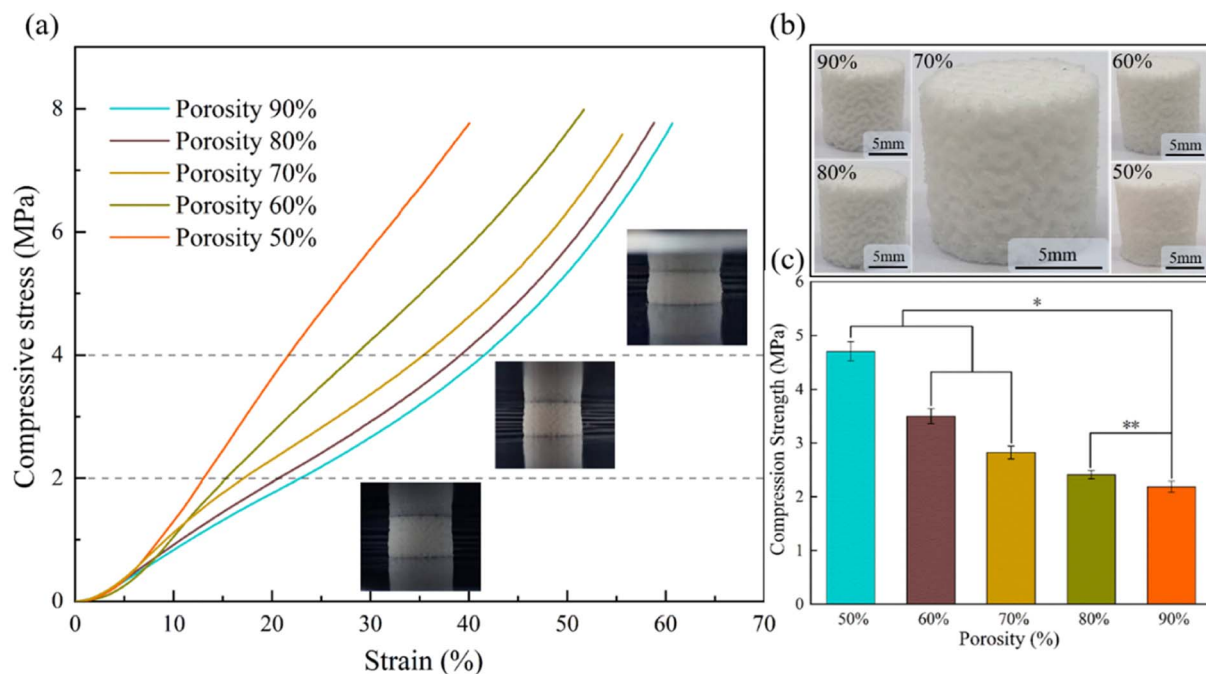 (a)
Compressive stress (MPa)
8
6
4
2
0
Porosity 90%
Porosity 80%
Porosity 70%
Porosity 60%
Porosity 50%
0 10 20 30 40 50 60 70
Strain (%)
(b)
90%
5mm
80%
5mm
70%
5mm
60%
5mm
50%
5mm
(c)
Compression Strength (MPa)
6
5
4
3
2
1
0
*
**
50% 60% 70% 80% 90%
Porosity (%)